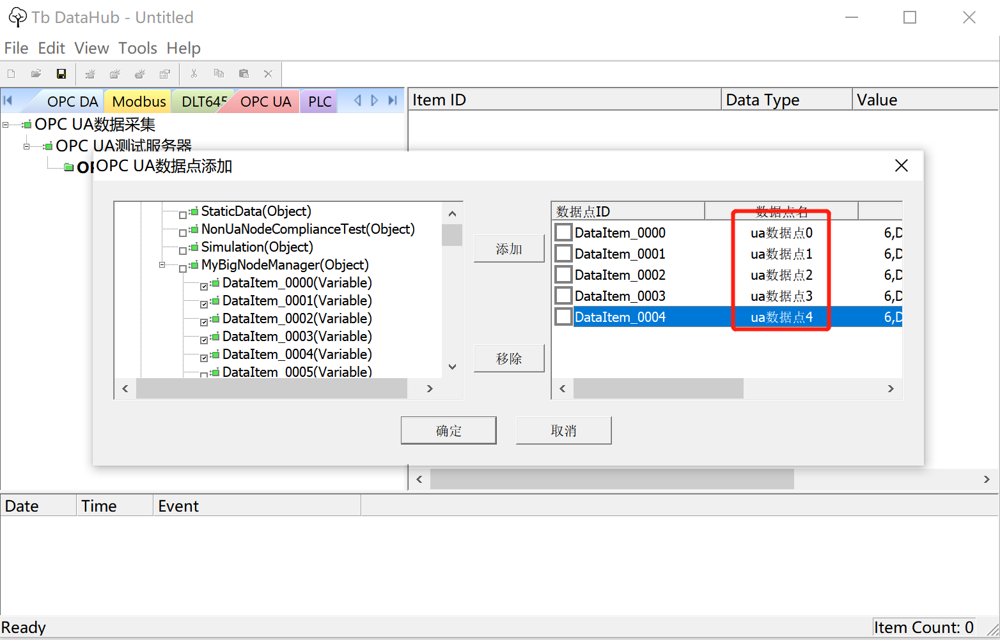 Tb DataHub - Untitled
File Edit View Tools Help
OPC DA Modbus DLT645 OPC UA PLC
Item ID Data Type Value
OPC UA数据采集
OPC UA测试服务器
OPC UA数据点添加
StaticData(Object)
NonUaNodeComplianceTest(Object)
Simulation(Object)
MyBigNodeManager(Object)
DataItem_0000(Variable)
DataItem_0001(Variable)
DataItem_0002(Variable)
DataItem_0003(Variable)
DataItem_0004(Variable)
DataItem_0005(Variable)
添加
移除
数据点ID 数据点名
DataItem_0000 ua数据点0 6,D
DataItem_0001 ua数据点1 6,D
DataItem_0002 ua数据点2 6,D
DataItem_0003 ua数据点3 6,D
DataItem_0004 ua数据点4 6,D
确定 取消
Date Time Event
Ready Item Count: 0